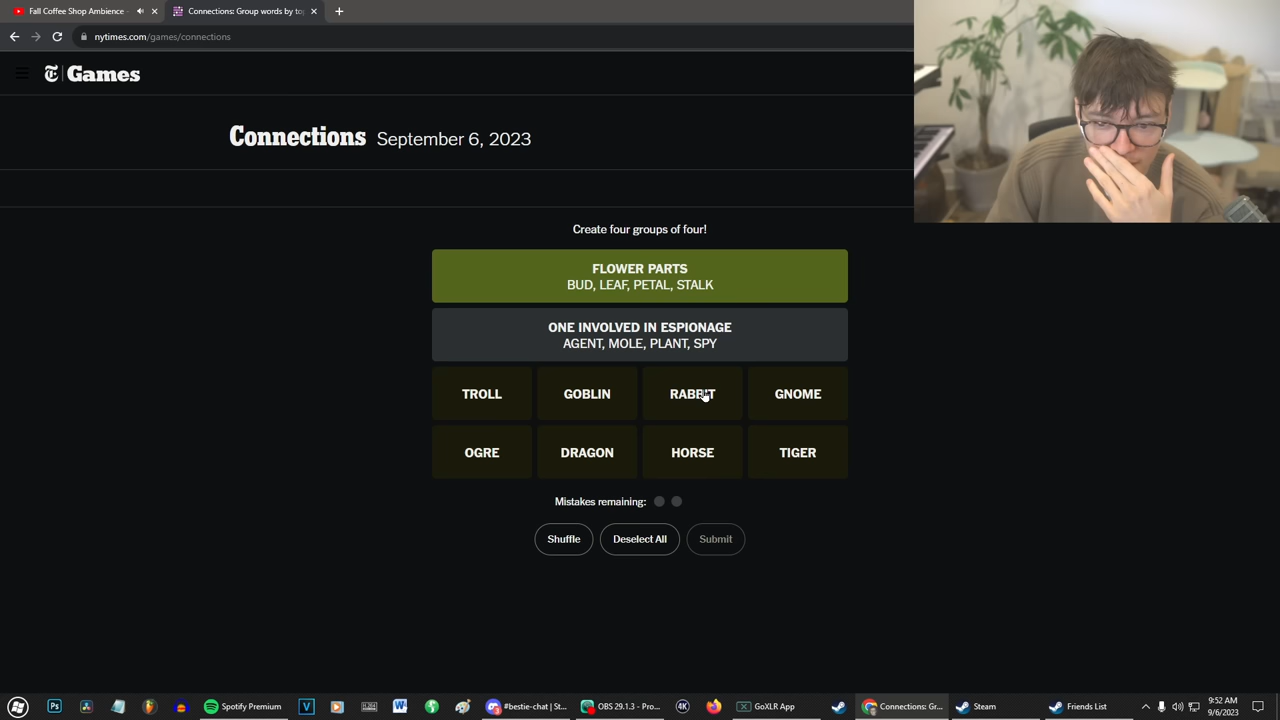 Fall Coffee Shop Ambience -
Connections: Group words by to
nytimes.com/games/connections
Games
Connections September 6, 2023
Create four groups of four!
FLOWER PARTS
BUD, LEAF, PETAL, STALK
ONE INVOLVED IN ESPIONAGE
AGENT, MOLE, PLANT, SPY
TROLL GOBLIN RABBIT GNOME
OGRE DRAGON HORSE TIGER
Mistakes remaining:
Shuffle Deselect All Submit
Ps Spotify Premium V W #bestie-chat | St... OBS 29.1.3 - Pro... 4K GoXLR App Connections: Gr... Steam Friends List 9:52 AM
9/6/2023